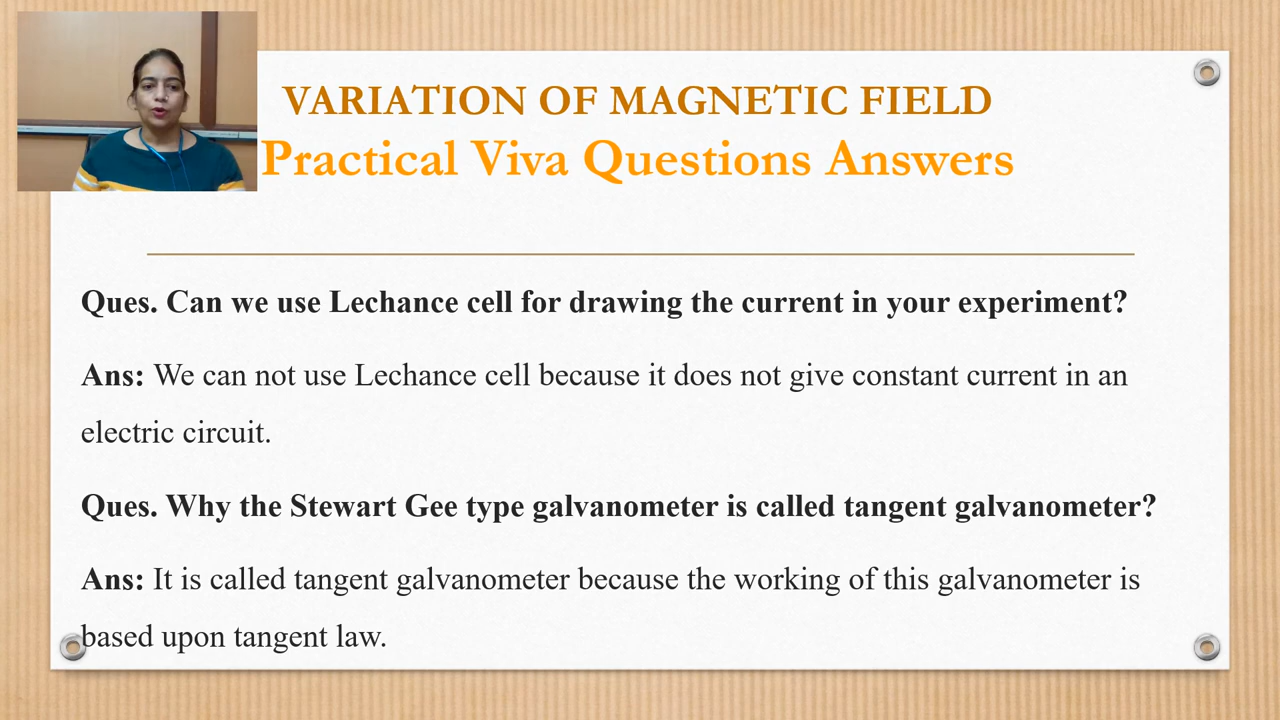 VARIATION OF MAGNETIC FIELD
Practical Viva Questions Answers
Ques. Can we use Lechance cell for drawing the current in your experiment?
Ans: We can not use Lechance cell because it does not give constant current in an
electric circuit.
Ques. Why the Stewart Gee type galvanometer is called tangent galvanometer?
Ans: It is called tangent galvanometer because the working of this galvanometer is
based upon tangent law.